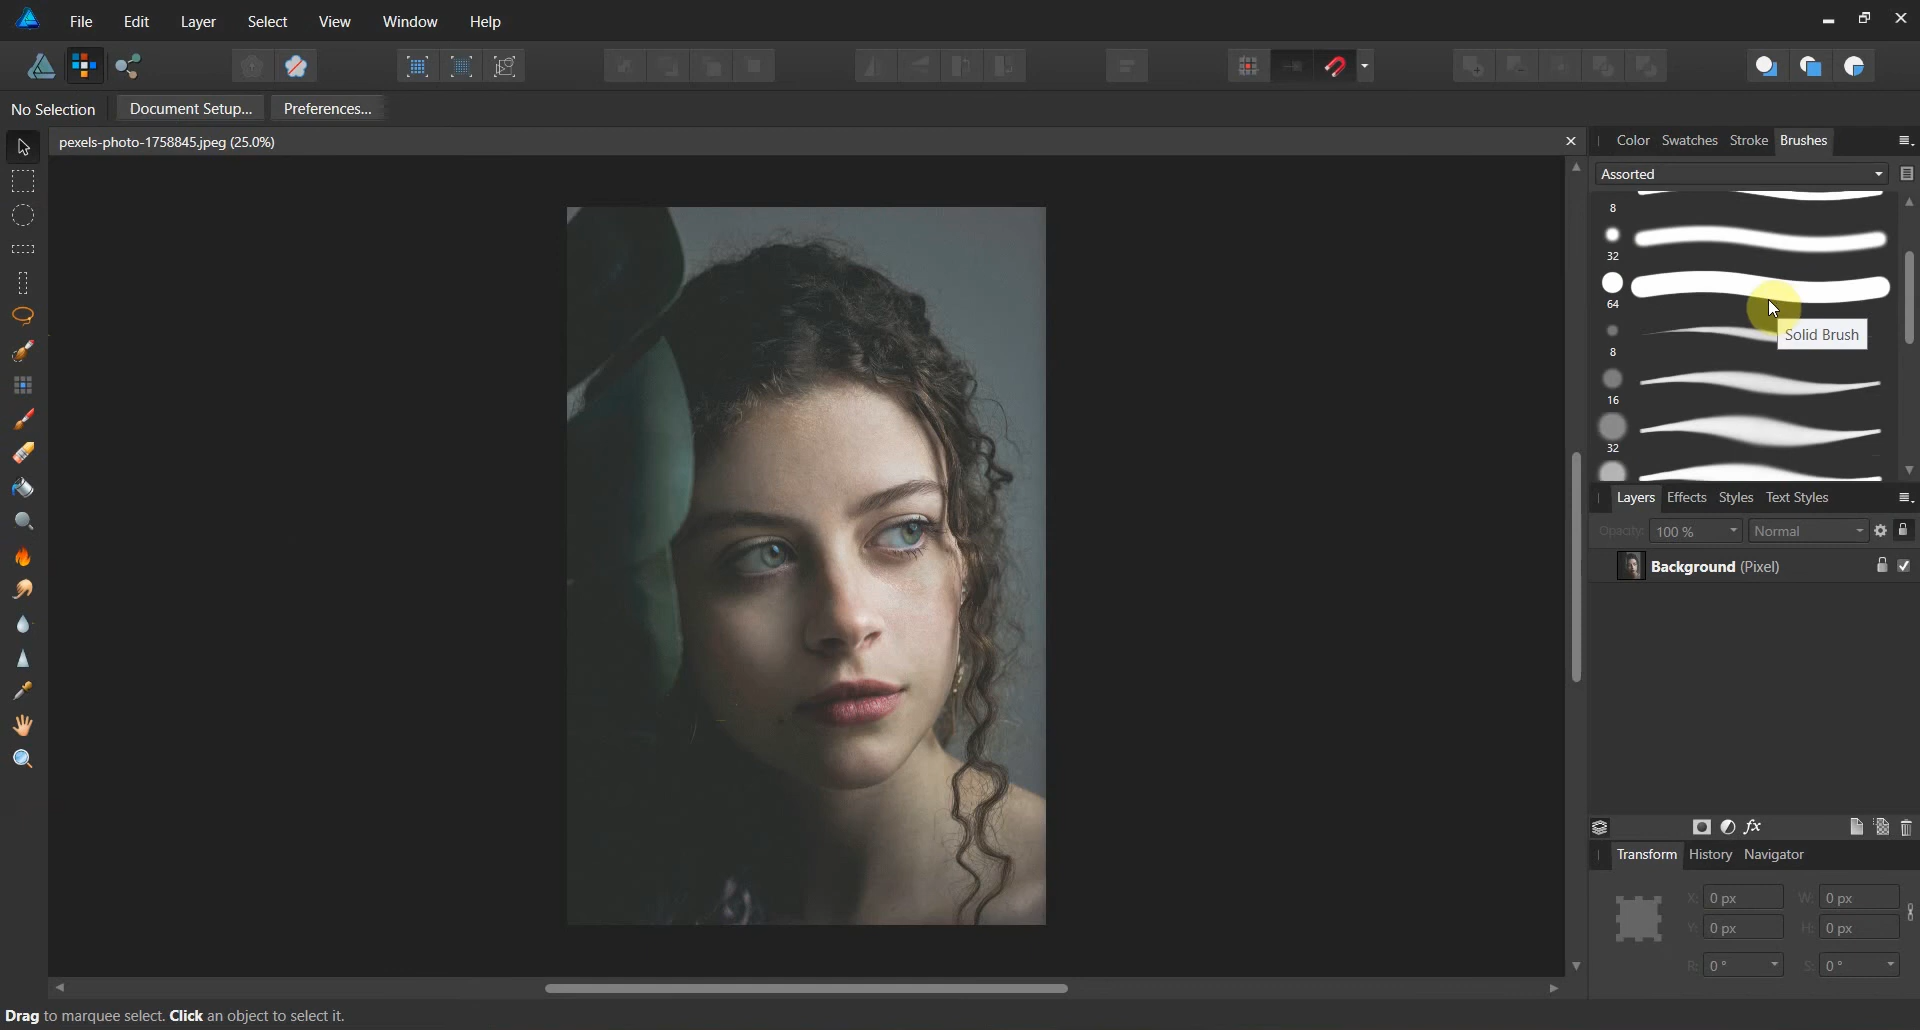 File Edit Layer Select View Window Help
No Selection Document Setup... Preferences...
pexels-photo-1758845.jpeg (25.0%)
Color Swatches Stroke Brushes
Assorted
8
32
64
Solid Brush
8
16
32
Layers Effects Styles Text Styles
Opacity: 100 % Normal
Background (Pixel)
fx
Transform History Navigator
X: 0 px W: 0 px
Y: 0 px H: 0 px
R: 0 ° S: 0 °
Drag to marquee select. Click an object to select it.